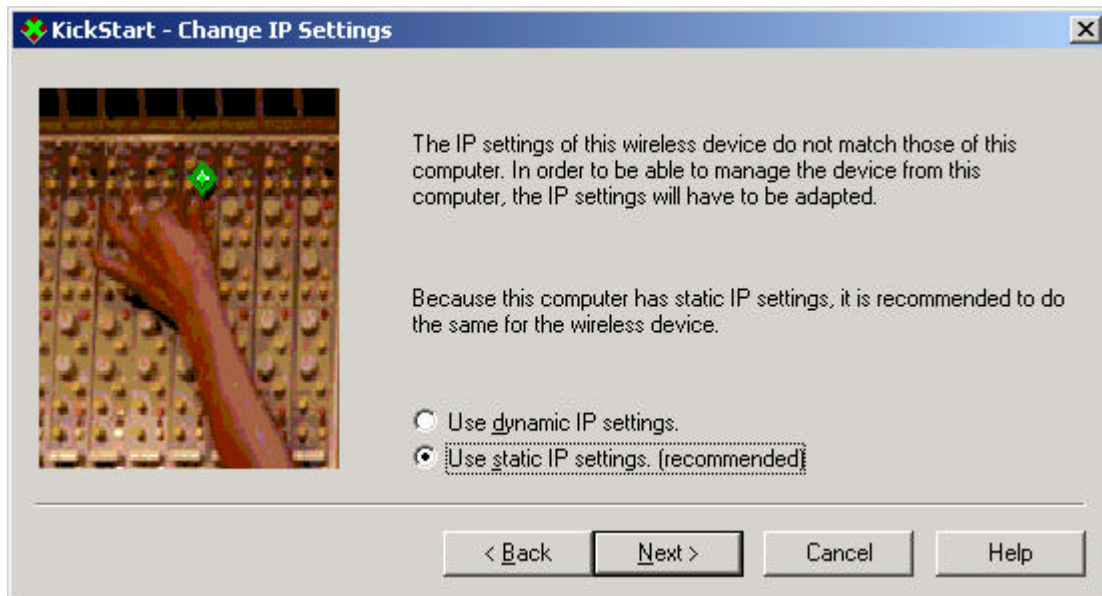 KickStart - Change IP Settings
The IP settings of this wireless device do not match those of this
computer. In order to be able to manage the device from this
computer, the IP settings will have to be adapted.
Because this computer has static IP settings, it is recommended to do
the same for the wireless device.
Use dynamic IP settings.
Use static IP settings. (recommended)
< Back Next > Cancel Help